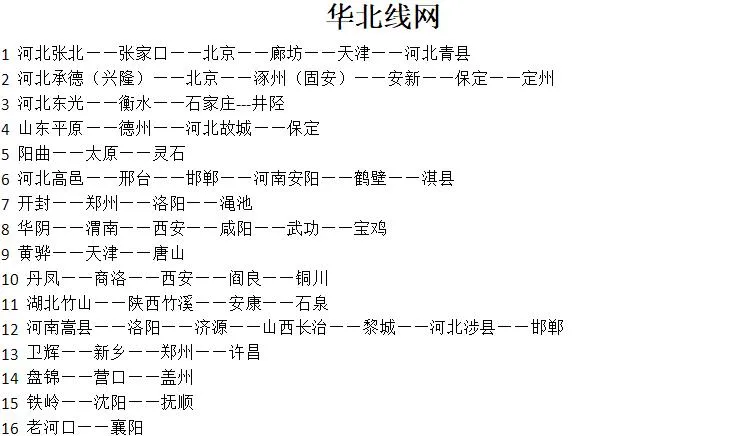 华北线网
1 河北张北——张家口——北京——廊坊——天津——河北青县
2 河北承德（兴隆）——北京——涿州（固安）——安新——保定——定州
3 河北东光——衡水——石家庄---井陉
4 山东平原——德州——河北故城——保定
5 阳曲——太原——灵石
6 河北高邑——邢台——邯郸——河南安阳——鹤壁——淇县
7 开封——郑州——洛阳——渑池
8 华阴——渭南——西安——咸阳——武功——宝鸡
9 黄骅——天津——唐山
10 丹凤——商洛——西安——阎良——铜川
11 湖北竹山——陕西竹溪——安康——石泉
12 河南嵩县——洛阳——济源——山西长治——黎城——河北涉县——邯郸
13 卫辉——新乡——郑州——许昌
14 盘锦——营口——盖州
15 铁岭——沈阳——抚顺
16 老河口——襄阳